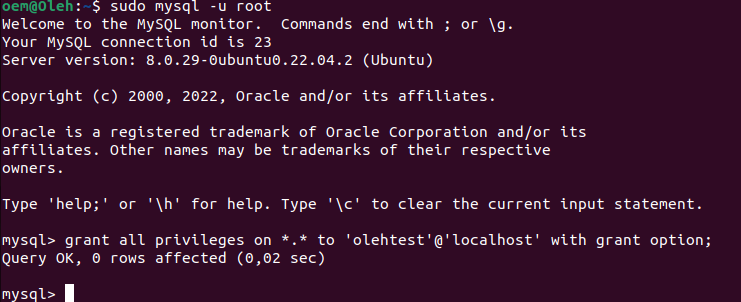 oem@Oleh:~$ sudo mysql -u root
Welcome to the MySQL monitor.  Commands end with ; or \g.
Your MySQL connection id is 23
Server version: 8.0.29-0ubuntu0.22.04.2 (Ubuntu)

Copyright (c) 2000, 2022, Oracle and/or its affiliates.

Oracle is a registered trademark of Oracle Corporation and/or its
affiliates. Other names may be trademarks of their respective
owners.

Type 'help;' or '\h' for help. Type '\c' to clear the current input statement.

mysql> grant all privileges on *.* to 'olehtest'@'localhost' with grant option;
Query OK, 0 rows affected (0,02 sec)

mysql>